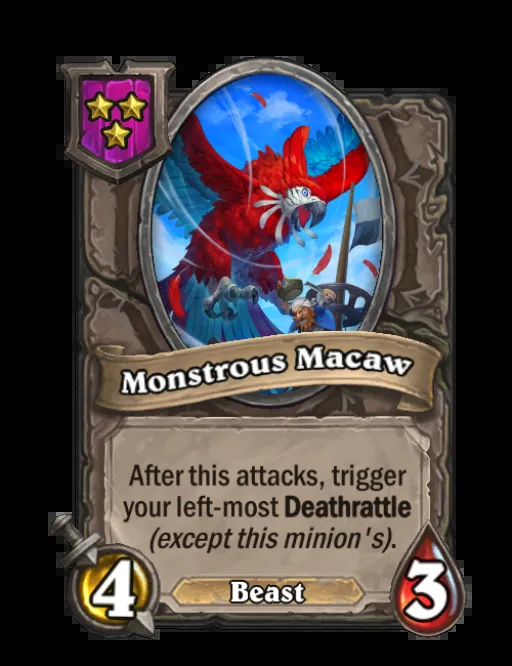 Monstrous Macaw
After this attacks, trigger
your left-most Deathrattle
(except this minion's).
4
Beast
3